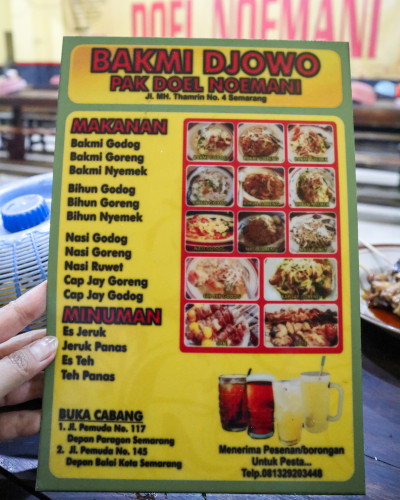 DOEL NOEMANI
BAKMI DJOWO
PAK DOEL NOEMANI
Jl. MH. Thamrin No. 4 Semarang
MAKANAN
Bakmi Godog
Bakmi Goreng
Bakmi Nyemek
Bihun Godog
Bihun Goreng
Bihun Nyemek
Nasi Godog
Nasi Goreng
Nasi Ruwet
Cap Jay Goreng
Cap Jay Godog
MINUMAN
Es Jeruk
Jeruk Panas
Es Teh
Teh Panas
BUKA CABANG
1. Jl. Pemuda No. 117
Depan Paragon Semarang
2. Jl. Pemuda No. 145
Depan Balai Kota Semarang
Menerima Pesenan/borongan
Untuk Pesta...
Telp.081329203448